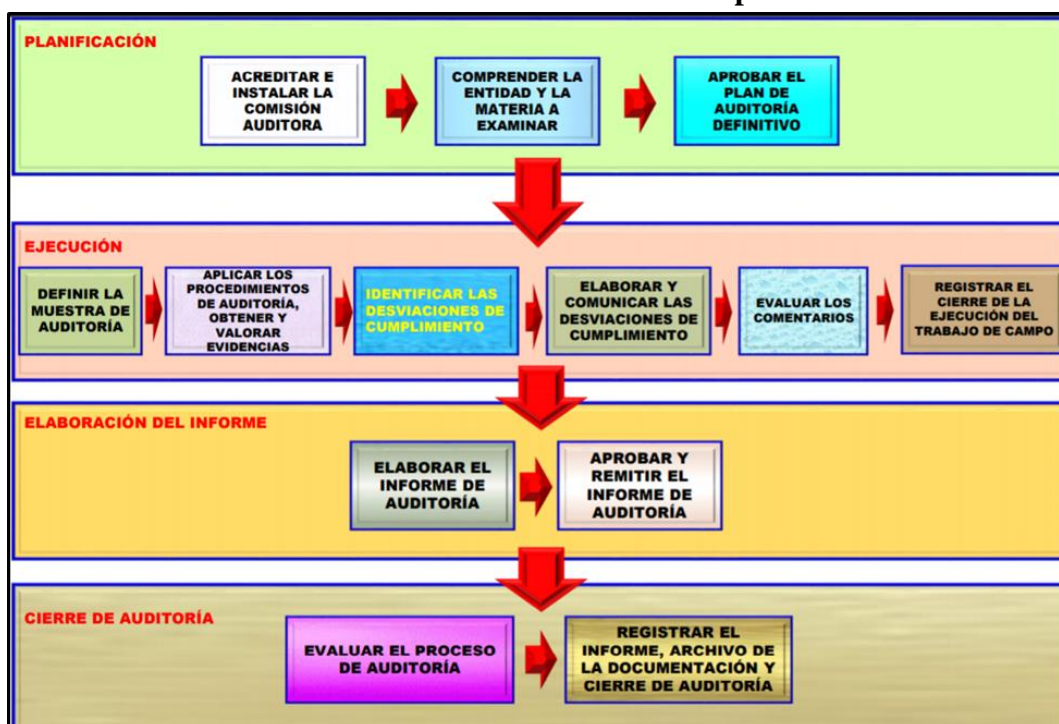 PLANIFICACIÓN
ACREDITAR E
INSTALAR LA
COMISIÓN
AUDITORA
COMPRENDER LA
ENTIDAD Y LA
MATERIA A
EXAMINAR
APROBAR EL
PLAN DE
AUDITORÍA
DEFINITIVO
EJECUCIÓN
DEFINIR LA
MUESTRA DE
AUDITORÍA
APLICAR LOS
PROCEDIMIENTOS
DE AUDITORÍA,
OBTENER Y
VALORAR
EVIDENCIAS
IDENTIFICAR LAS
DESVIACIONES DE
CUMPLIMIENTO
ELABORAR Y
COMUNICAR LAS
DESVIACIONES DE
CUMPLIMIENTO
EVALUAR LOS
COMENTARIOS
REGISTRAR EL
CIERRE DE LA
EJECUCIÓN DEL
TRABAJO DE CAMPO
ELABORACIÓN DEL INFORME
ELABORAR EL
INFORME DE
AUDITORÍA
APROBAR Y
REMITIR EL
INFORME DE
AUDITORÍA
CIERRE DE AUDITORÍA
EVALUAR EL PROCESO
DE AUDITORÍA
REGISTRAR EL
INFORME, ARCHIVO DE
LA DOCUMENTACIÓN Y
CIERRE DE AUDITORÍA